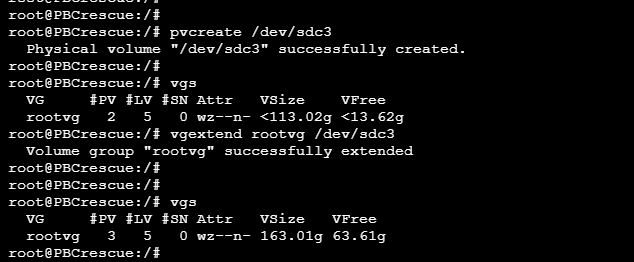 root@PBCrescue:/#
root@PBCrescue:/#
root@PBCrescue:/# pvcreate /dev/sdc3
  Physical volume "/dev/sdc3" successfully created.
root@PBCrescue:/#
root@PBCrescue:/# vgs
  VG     #PV #LV #SN Attr   VSize    VFree
  rootvg   2   5   0 wz--n- <113.02g <13.62g
root@PBCrescue:/# vgextend rootvg /dev/sdc3
  Volume group "rootvg" successfully extended
root@PBCrescue:/#
root@PBCrescue:/#
root@PBCrescue:/# vgs
  VG     #PV #LV #SN Attr   VSize   VFree
  rootvg   3   5   0 wz--n- 163.01g 63.61g
root@PBCrescue:/#